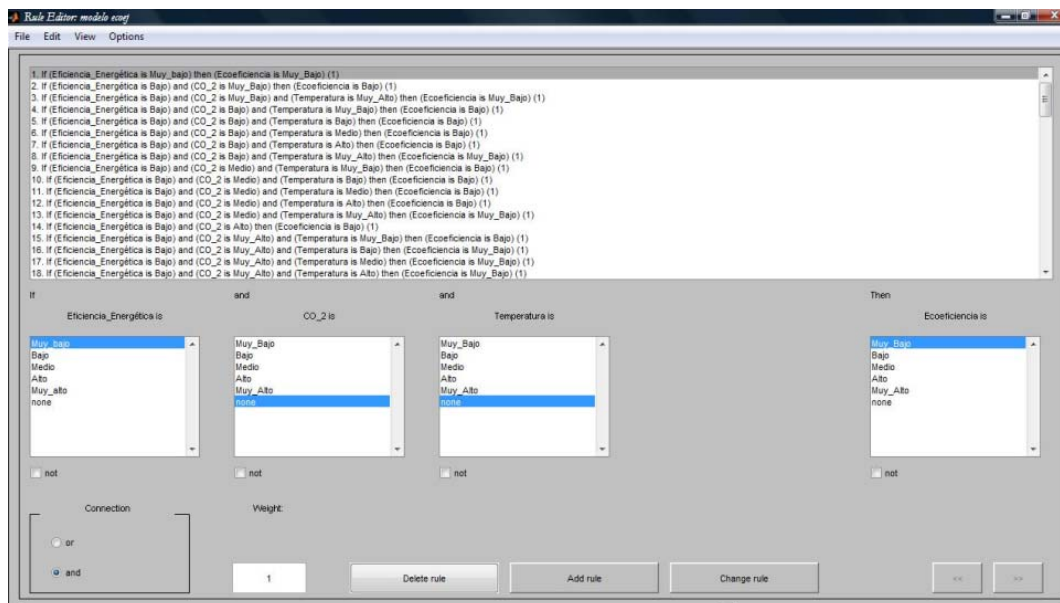 Rule Editor: modelo ecoej
File Edit View Options
1. If (Eficiencia_Energética is Muy_bajo) then (Ecoeficiencia is Muy_Bajo) (1)
2. If (Eficiencia_Energética is Bajo) and (CO_2 is Muy_Bajo) then (Ecoeficiencia is Bajo) (1)
3. If (Eficiencia_Energética is Bajo) and (CO_2 is Muy_Bajo) and (Temperatura is Muy_Alto) then (Ecoeficiencia is Muy_Bajo) (1)
4. If (Eficiencia_Energética is Bajo) and (CO_2 is Bajo) and (Temperatura is Muy_Bajo) then (Ecoeficiencia is Bajo) (1)
5. If (Eficiencia_Energética is Bajo) and (CO_2 is Bajo) and (Temperatura is Bajo) then (Ecoeficiencia is Bajo) (1)
6. If (Eficiencia_Energética is Bajo) and (CO_2 is Bajo) and (Temperatura is Medio) then (Ecoeficiencia is Bajo) (1)
7. If (Eficiencia_Energética is Bajo) and (CO_2 is Bajo) and (Temperatura is Alto) then (Ecoeficiencia is Bajo) (1)
8. If (Eficiencia_Energética is Bajo) and (CO_2 is Bajo) and (Temperatura is Muy_Alto) then (Ecoeficiencia is Muy_Bajo) (1)
9. If (Eficiencia_Energética is Bajo) and (CO_2 is Medio) and (Temperatura is Muy_Bajo) then (Ecoeficiencia is Bajo) (1)
10. If (Eficiencia_Energética is Bajo) and (CO_2 is Medio) and (Temperatura is Bajo) then (Ecoeficiencia is Bajo) (1)
11. If (Eficiencia_Energética is Bajo) and (CO_2 is Medio) and (Temperatura is Medio) then (Ecoeficiencia is Bajo) (1)
12. If (Eficiencia_Energética is Bajo) and (CO_2 is Medio) and (Temperatura is Alto) then (Ecoeficiencia is Bajo) (1)
13. If (Eficiencia_Energética is Bajo) and (CO_2 is Medio) and (Temperatura is Muy_Alto) then (Ecoeficiencia is Muy_Bajo) (1)
14. If (Eficiencia_Energética is Bajo) and (CO_2 is Alto) then (Ecoeficiencia is Bajo) (1)
15. If (Eficiencia_Energética is Bajo) and (CO_2 is Muy_Alto) and (Temperatura is Muy_Bajo) then (Ecoeficiencia is Bajo) (1)
16. If (Eficiencia_Energética is Bajo) and (CO_2 is Muy_Alto) and (Temperatura is Bajo) then (Ecoeficiencia is Muy_Bajo) (1)
17. If (Eficiencia_Energética is Bajo) and (CO_2 is Muy_Alto) and (Temperatura is Medio) then (Ecoeficiencia is Muy_Bajo) (1)
18. If (Eficiencia_Energética is Bajo) and (CO_2 is Muy_Alto) and (Temperatura is Alto) then (Ecoeficiencia is Muy_Bajo) (1)
If and and Then
Eficiencia_Energética is CO_2 is Temperatura is Ecoeficiencia is
Muy_bajo Muy_Bajo Muy_Bajo Muy_Bajo
Bajo Bajo Bajo Bajo
Medio Medio Medio Medio
Alto Alto Alto Alto
Muy_alto Muy_Alto Muy_Alto Muy_Alto
none none none none
not not not not
Connection Weight:
or
and 1 Delete rule Add rule Change rule << >>